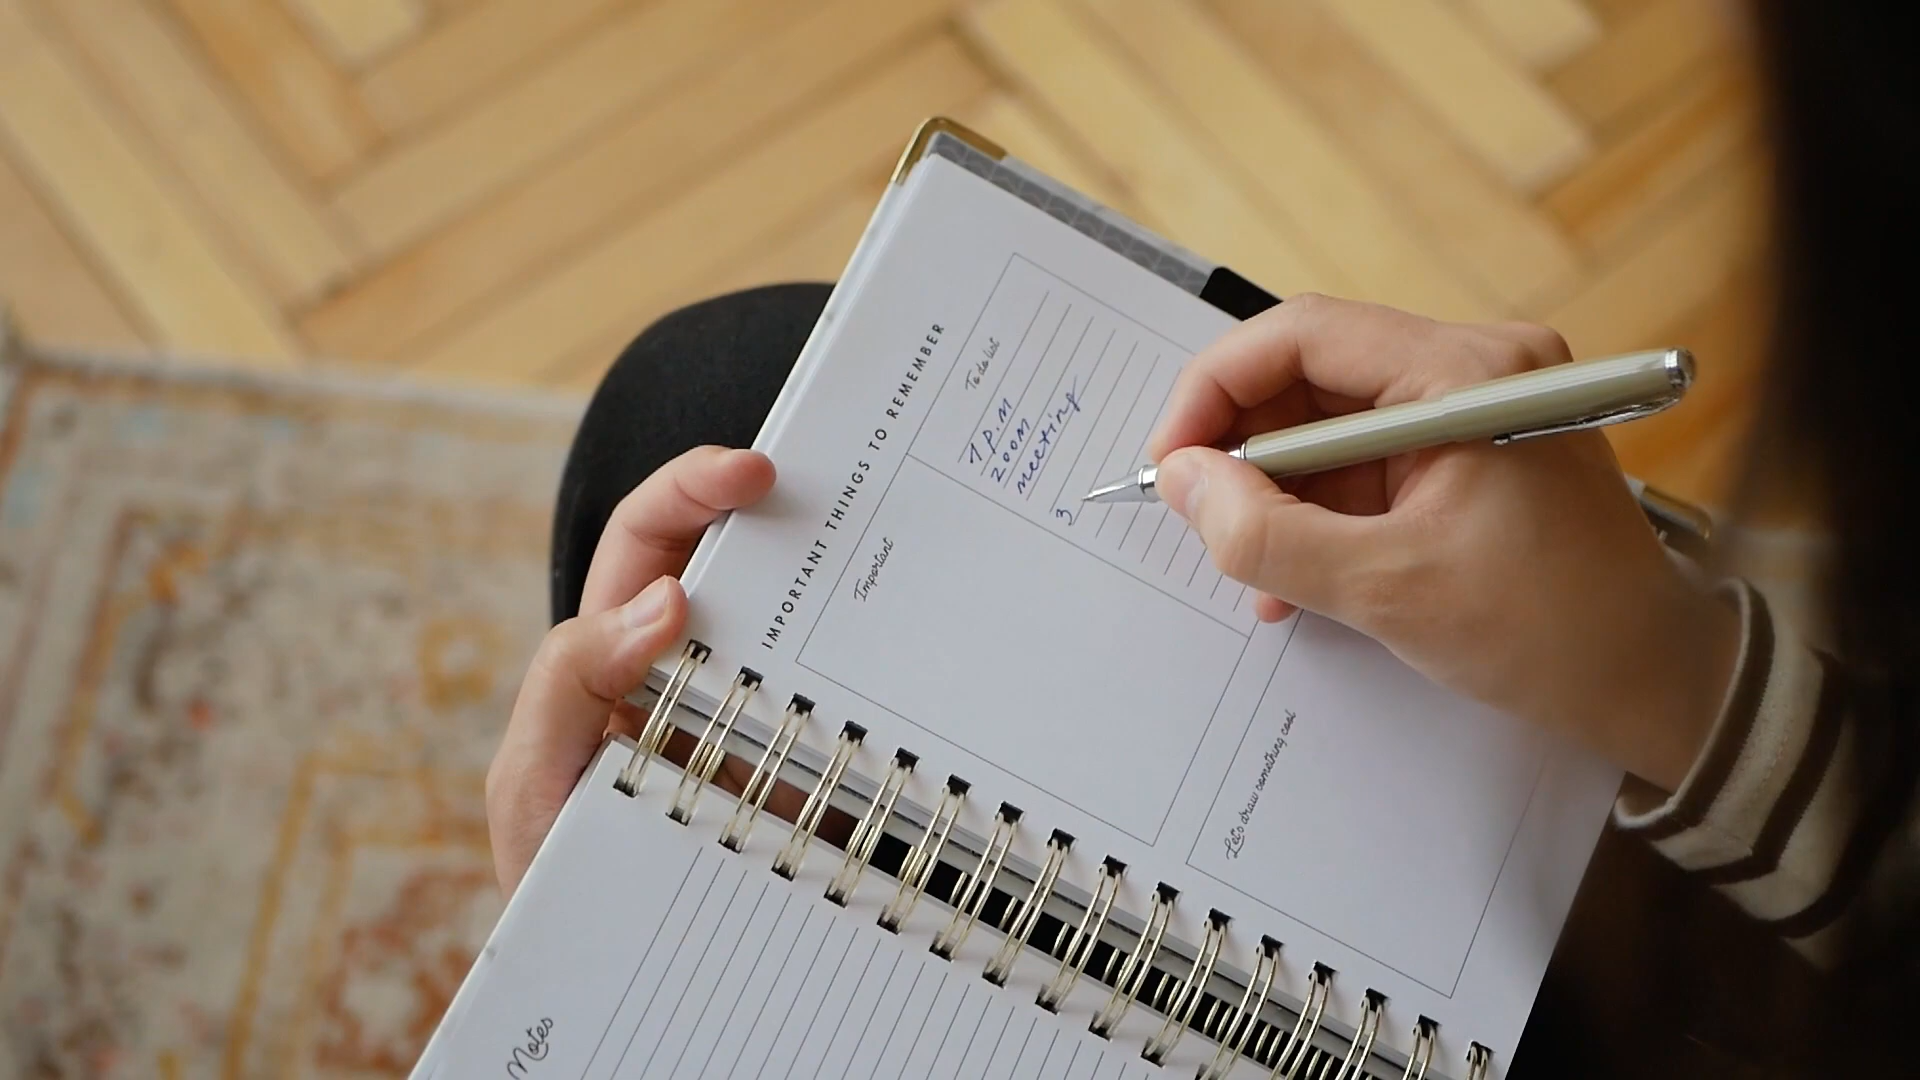 IMPORTANT THINGS TO REMEMBER
To do list
1 P.M
zoom
meeting
3
Important
Let's draw something cool
Notes